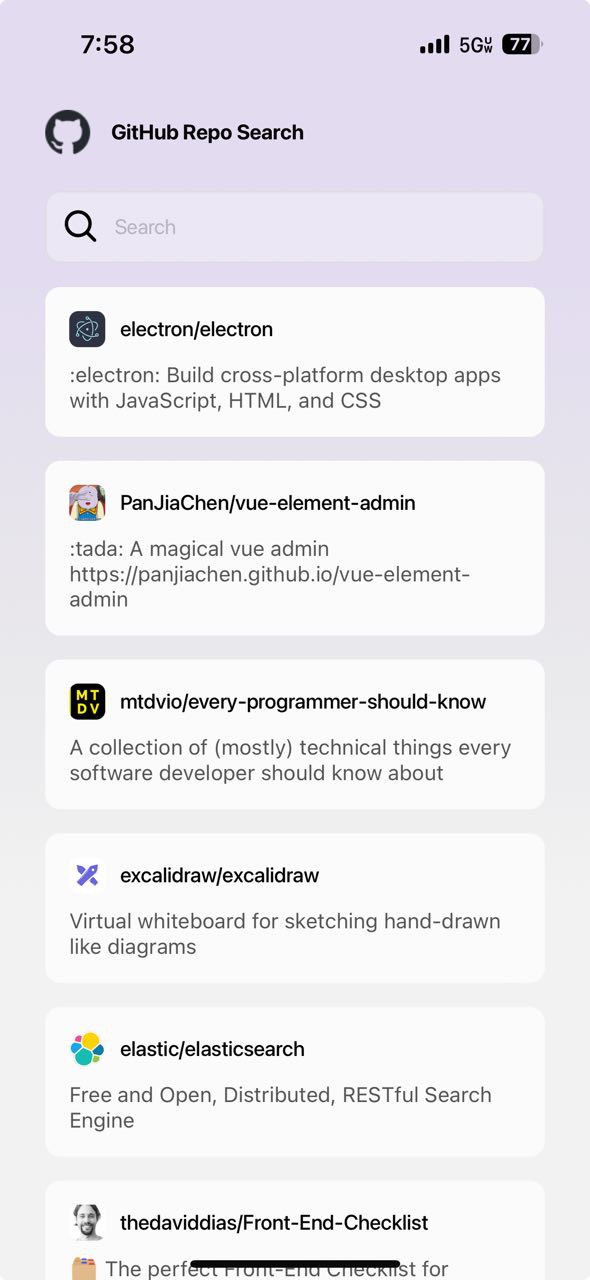 7:58
5GUW 77
GitHub Repo Search
Search
electron/electron
:electron: Build cross-platform desktop apps
with JavaScript, HTML, and CSS
PanJiaChen/vue-element-admin
:tada: A magical vue admin
https://panjiachen.github.io/vue-element-
admin
MT
DV
mtdvio/every-programmer-should-know
A collection of (mostly) technical things every
software developer should know about
excalidraw/excalidraw
Virtual whiteboard for sketching hand-drawn
like diagrams
elastic/elasticsearch
Free and Open, Distributed, RESTful Search
Engine
thedaviddias/Front-End-Checklist
The perfect Front-End Checklist for